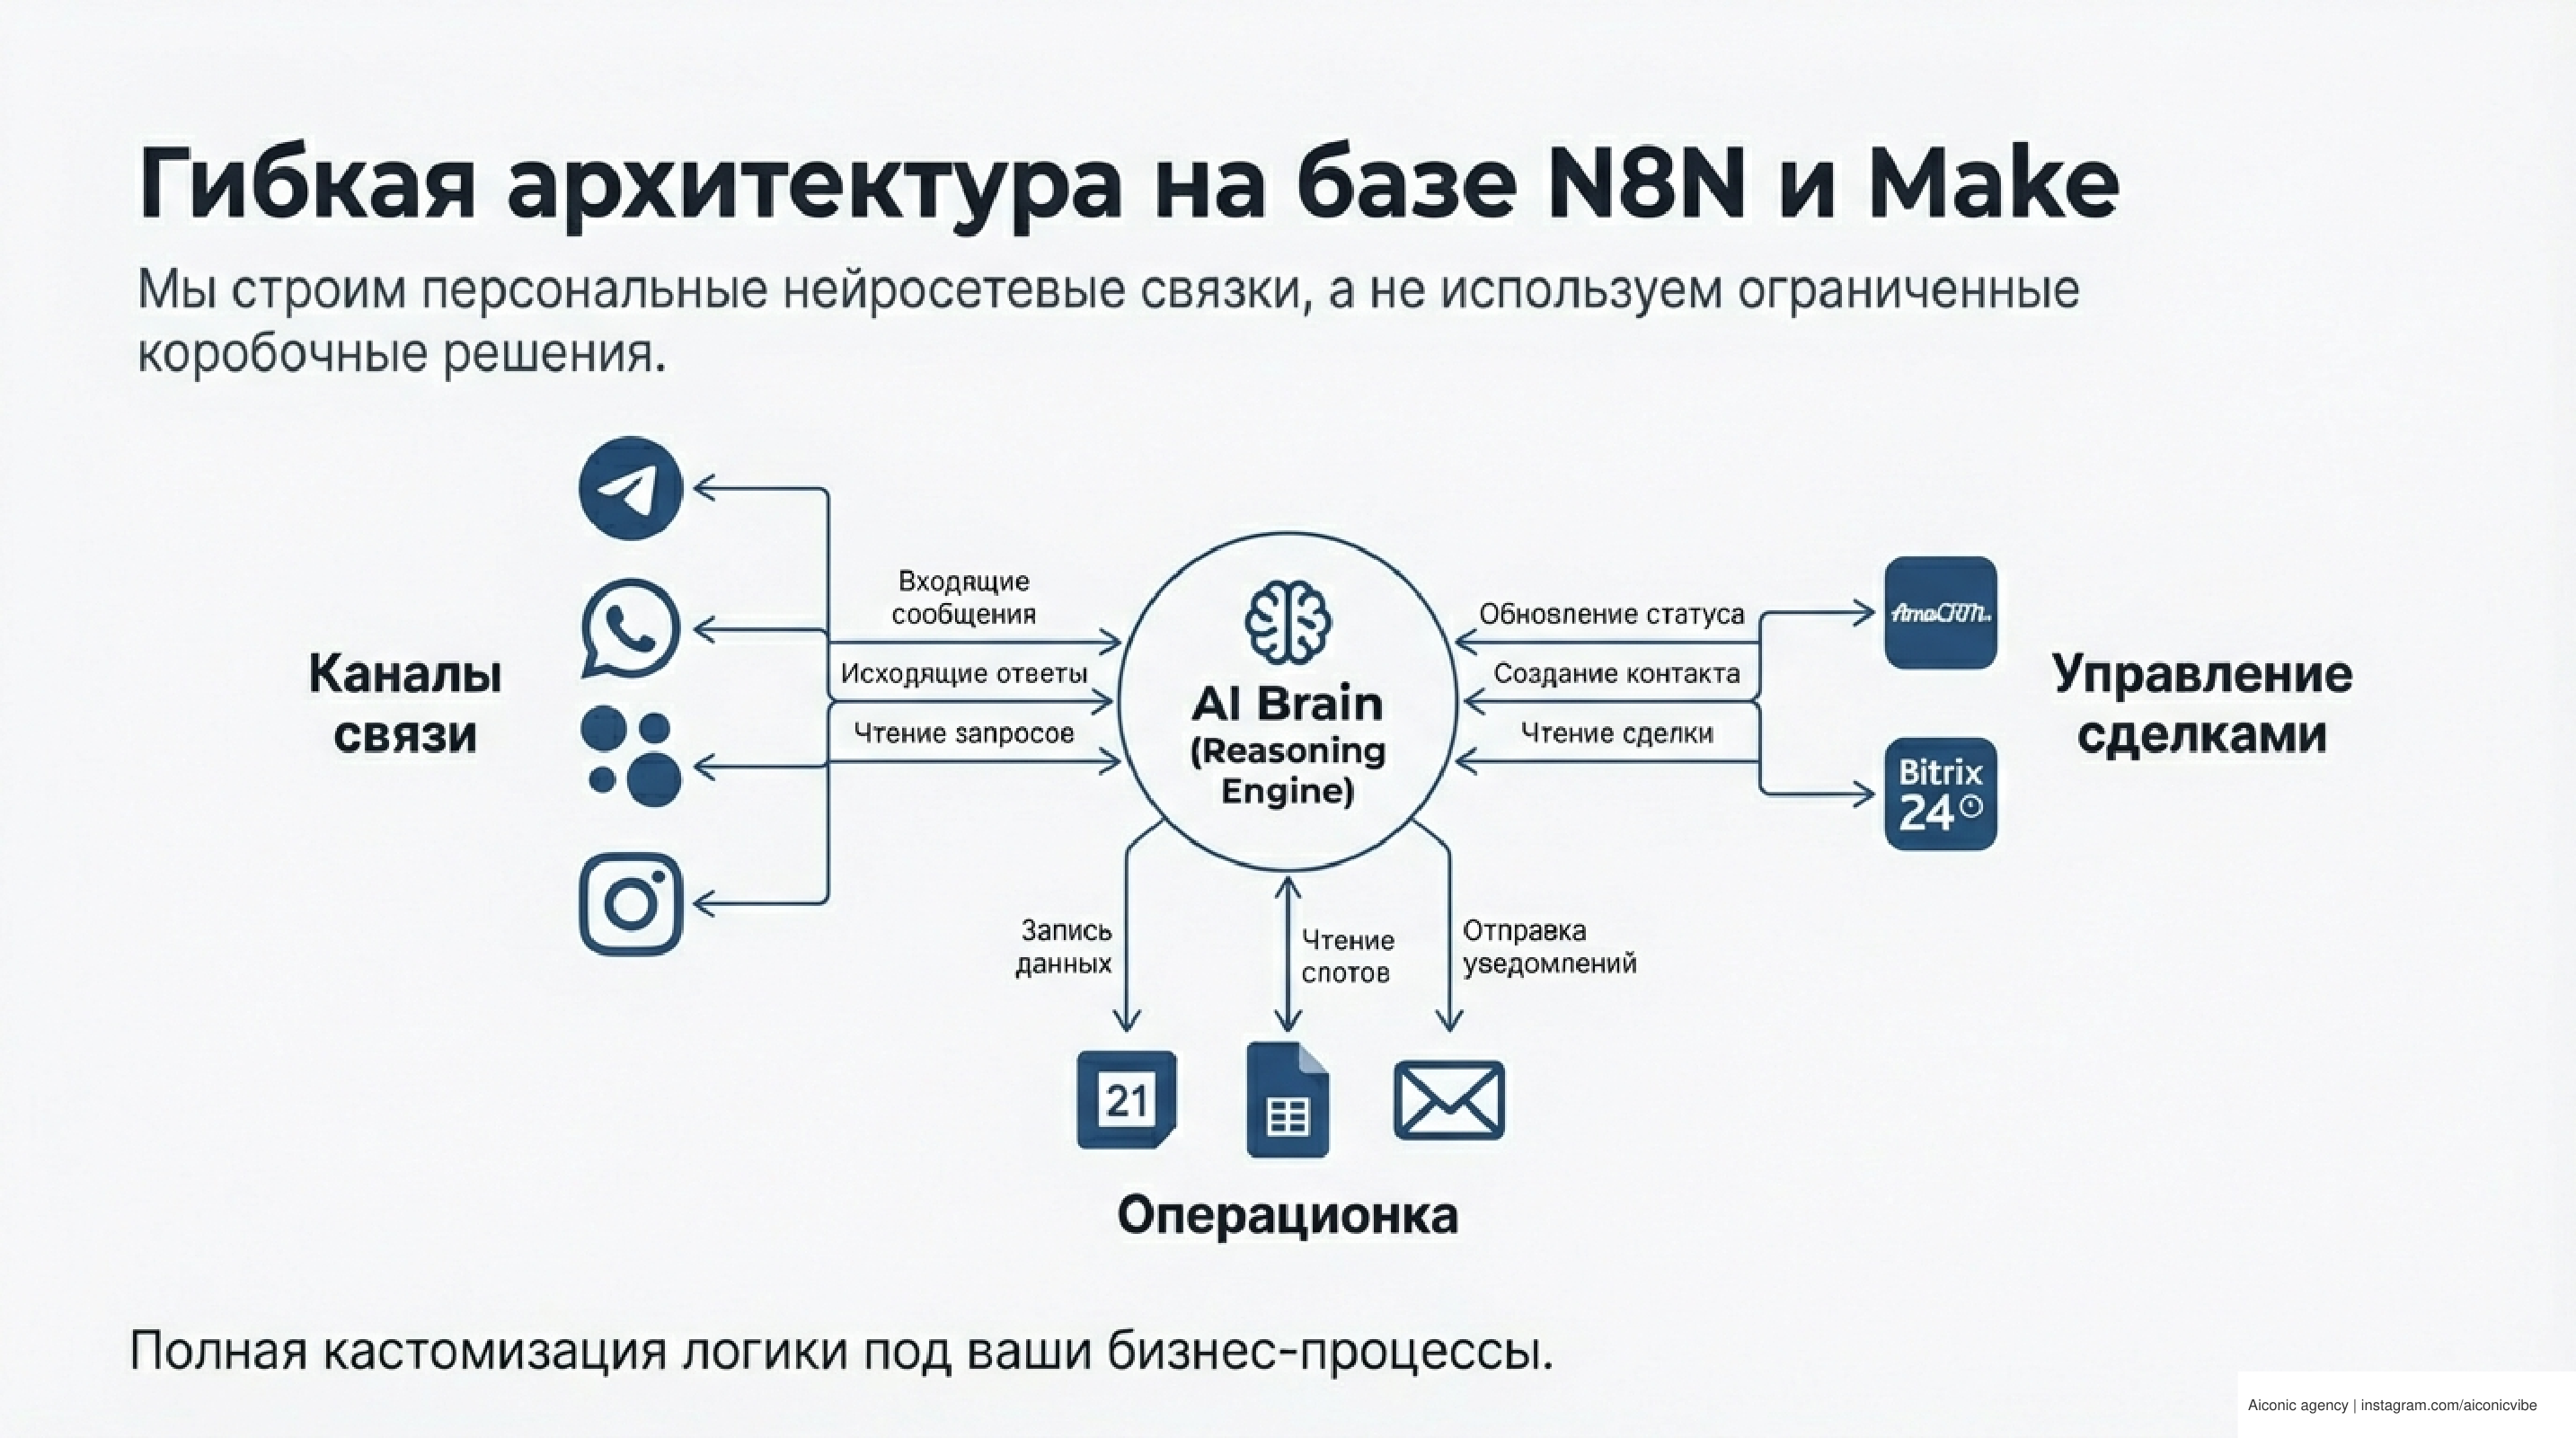 Гибкая архитектура на базе N8N и Make
Мы строим персональные нейросетевые связки, а не используем ограниченные
коробочные решения.
Каналы
связи
Входящие
сообщения
Исходящие ответы
Чтение запросое
AI Brain
(Reasoning
Engine)
Обновление статуса
Создание контакта
Чтение сделки
AmaCRM
Bitrix
24
Управление
сделками
Запись
данных
Чтение
слотов
Отправка
уведомлений
21
Операционка
Полная кастомизация логики под ваши бизнес-процессы.
Aiconic agency | instagram.com/aiconicvibe